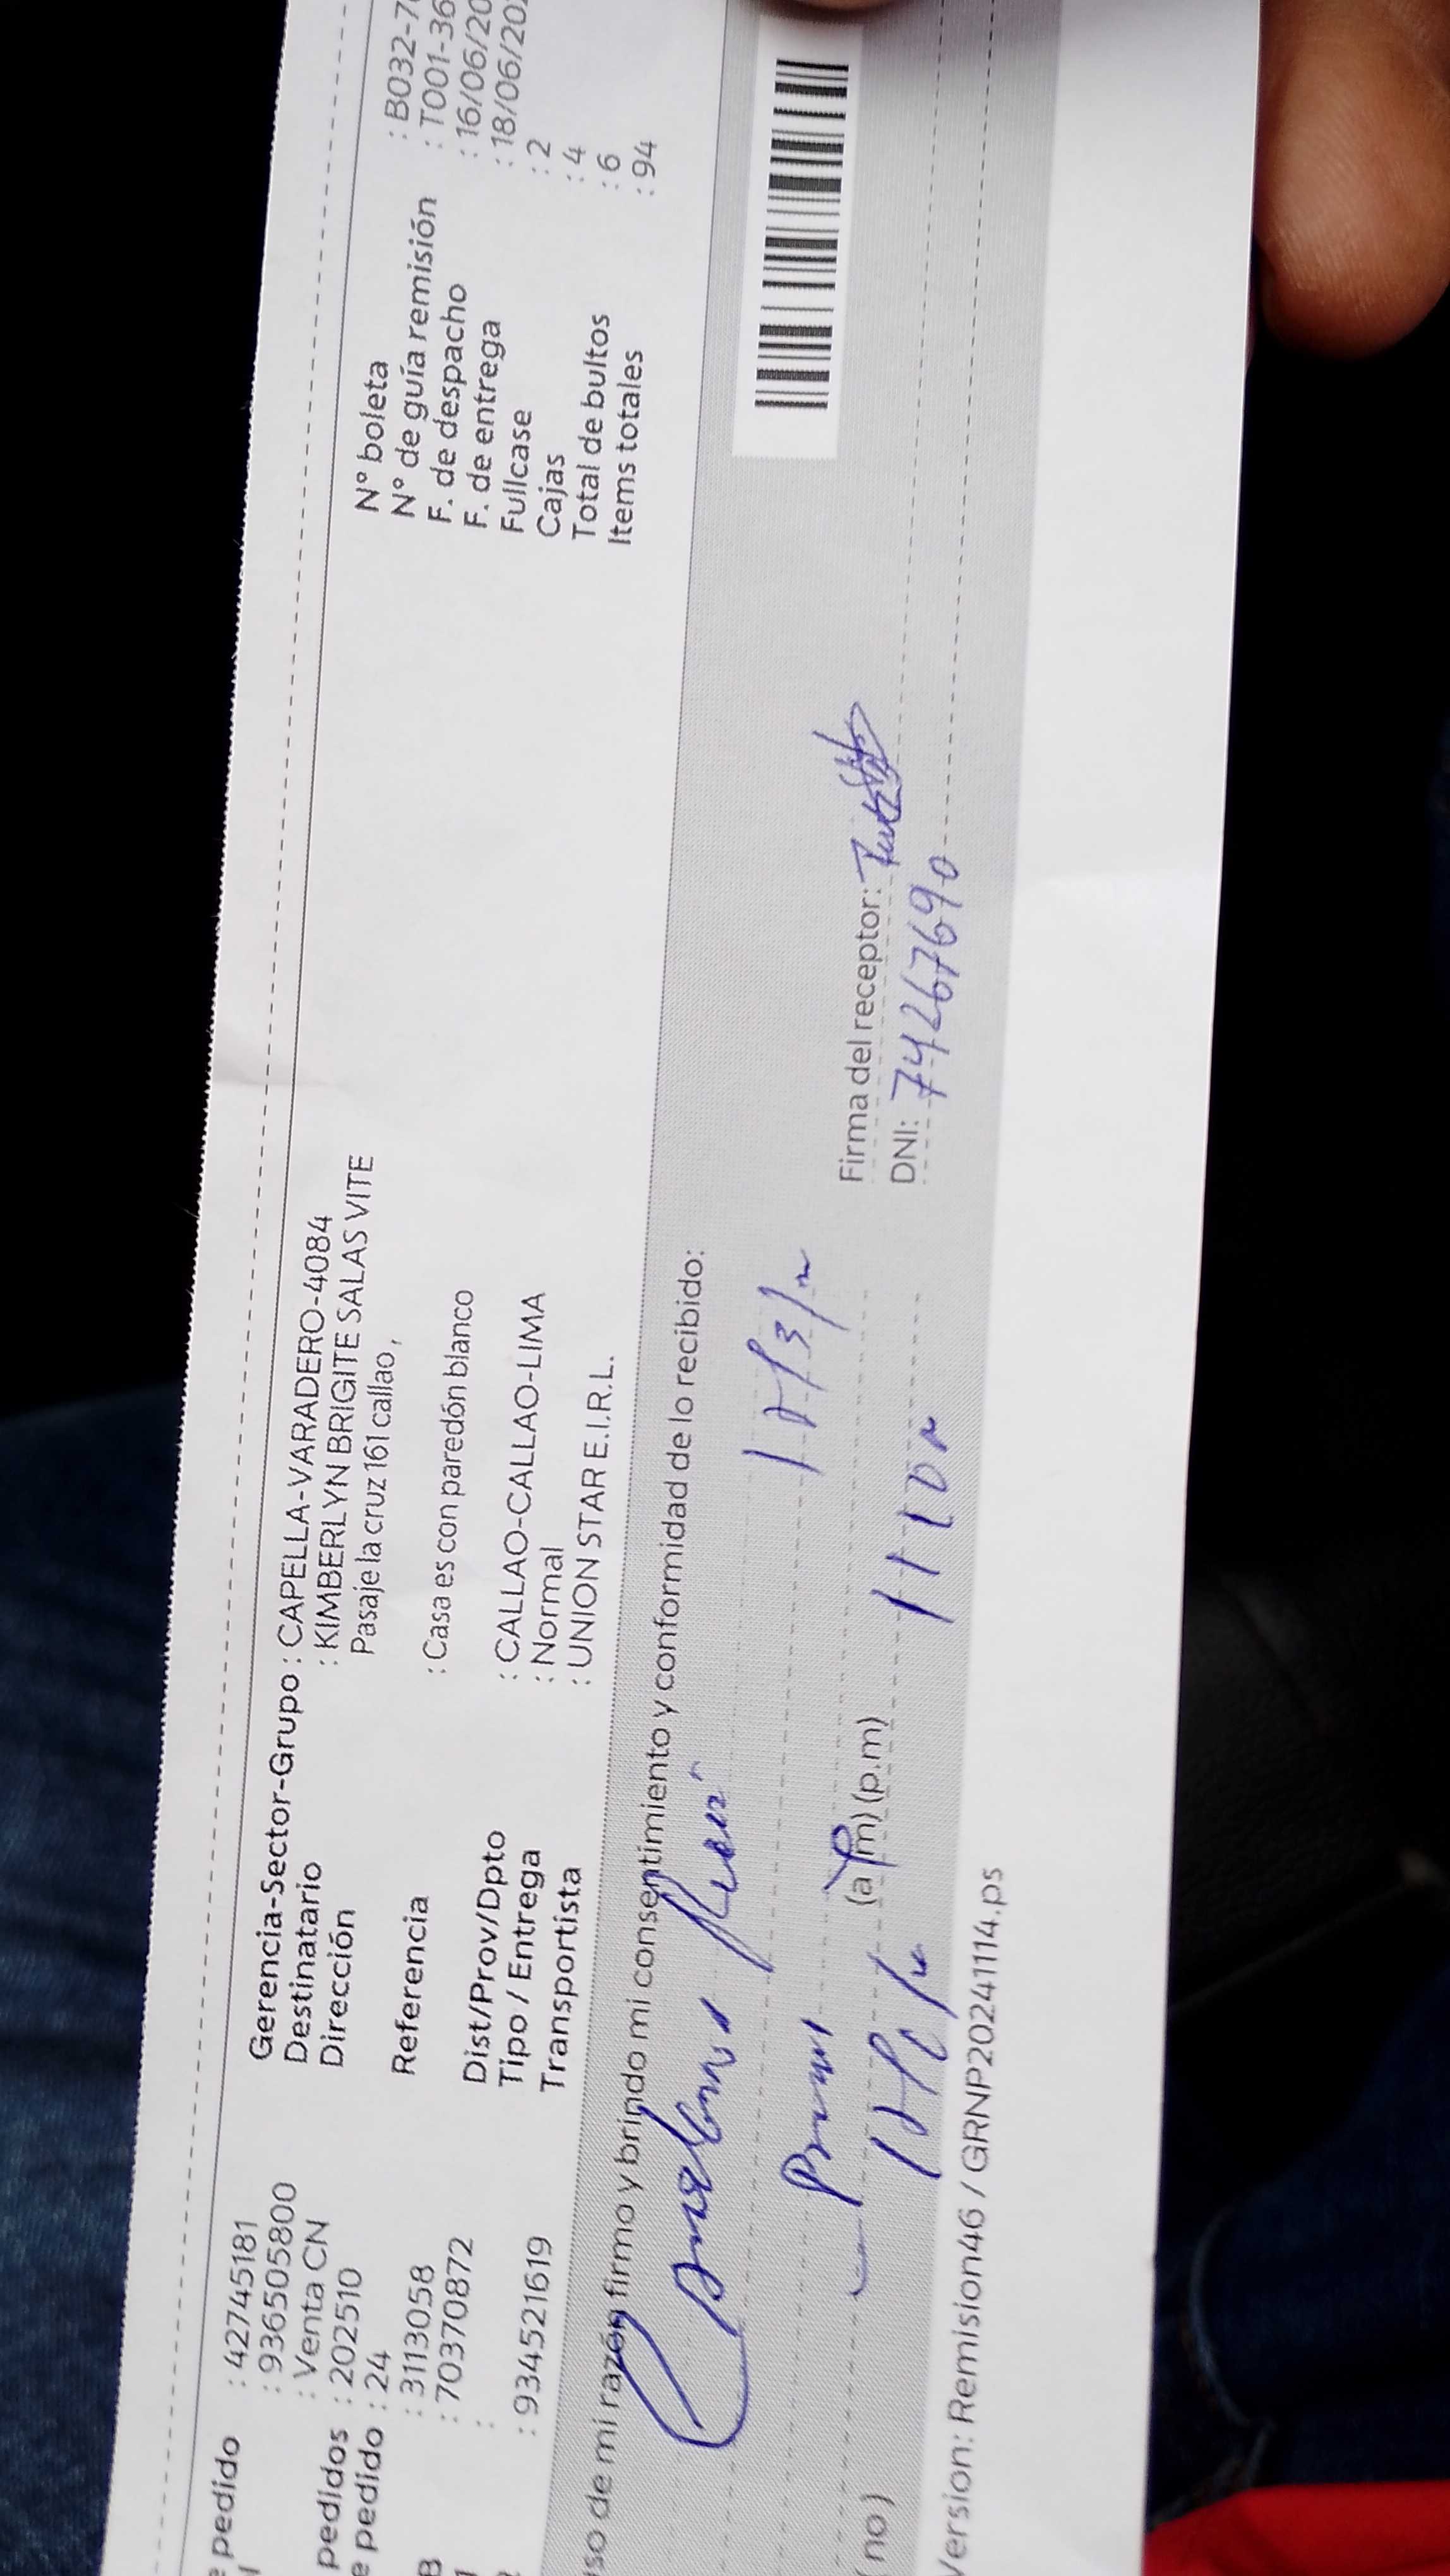 pedido : 42745181
: 936505800
: Venta CN
pedidos : 202510
e pedido : 24
: 3113058
: 70370872
:
: 934521619
Gerencia-Sector-Grupo : CAPELLA-VARADERO-4084
Destinatario : KIMBERLYN BRIGITE SALAS VITE
Dirección Pasaje la cruz 161 callao ,
Referencia : Casa es con paredón blanco
Dist/Prov/Dpto : CALLAO-CALLAO-LIMA
Tipo / Entrega : Normal
Transportista : UNION STAR E.I.R.L.
Nº boleta : B032-7
Nº de guía remisión : T001-36
F. de despacho : 16/06/20
F. de entrega : 18/06/202
Fullcase : 2
Cajas : 4
Total de bultos : 6
Items totales : 94
uso de mi razón firmo y brindo mi consentimiento y conformidad de lo recibido:
Firma del receptor:
(no) (a.m) (p.m) DNI: 74267690
Version: Remision46 / GRNP20241114.ps